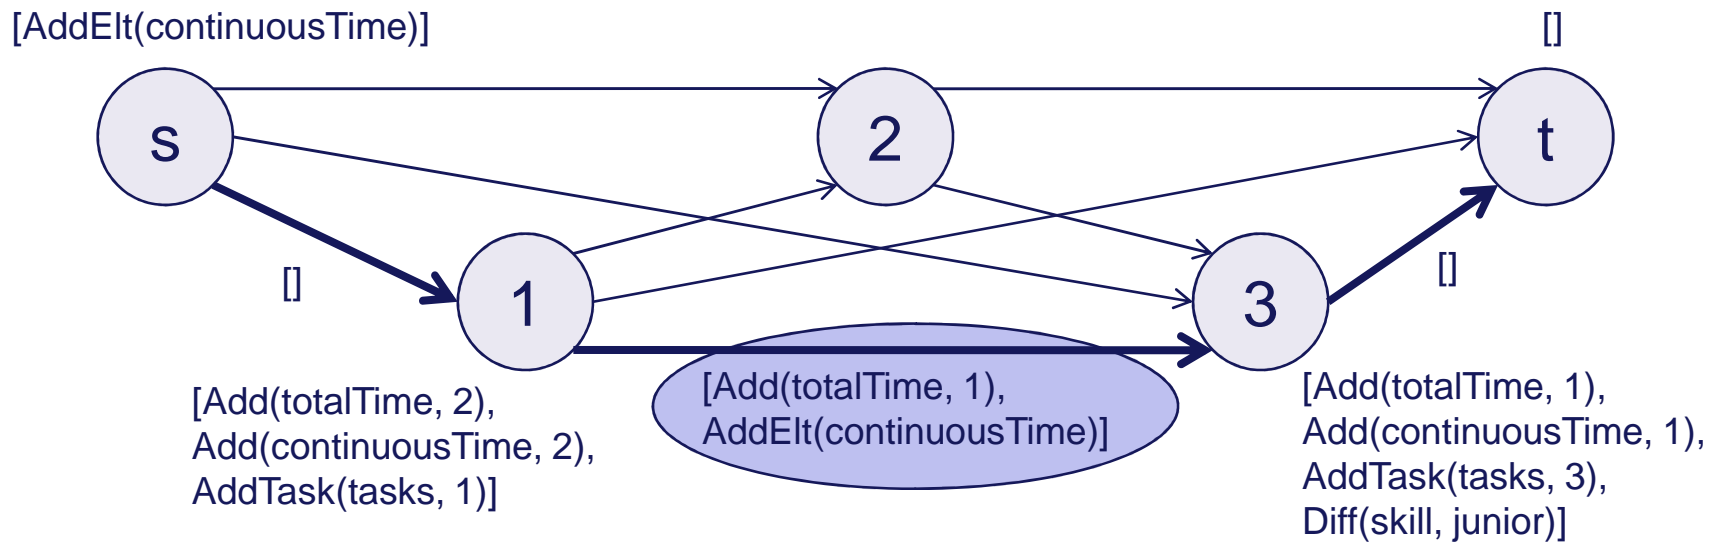 [AddElt(continuousTime)]
[]
s
2
t
[]
1
3
[]
[Add(totalTime, 2),
Add(continuousTime, 2),
AddTask(tasks, 1)]
[Add(totalTime, 1),
AddElt(continuousTime)]
[Add(totalTime, 1),
Add(continuousTime, 1),
AddTask(tasks, 3),
Diff(skill, junior)]